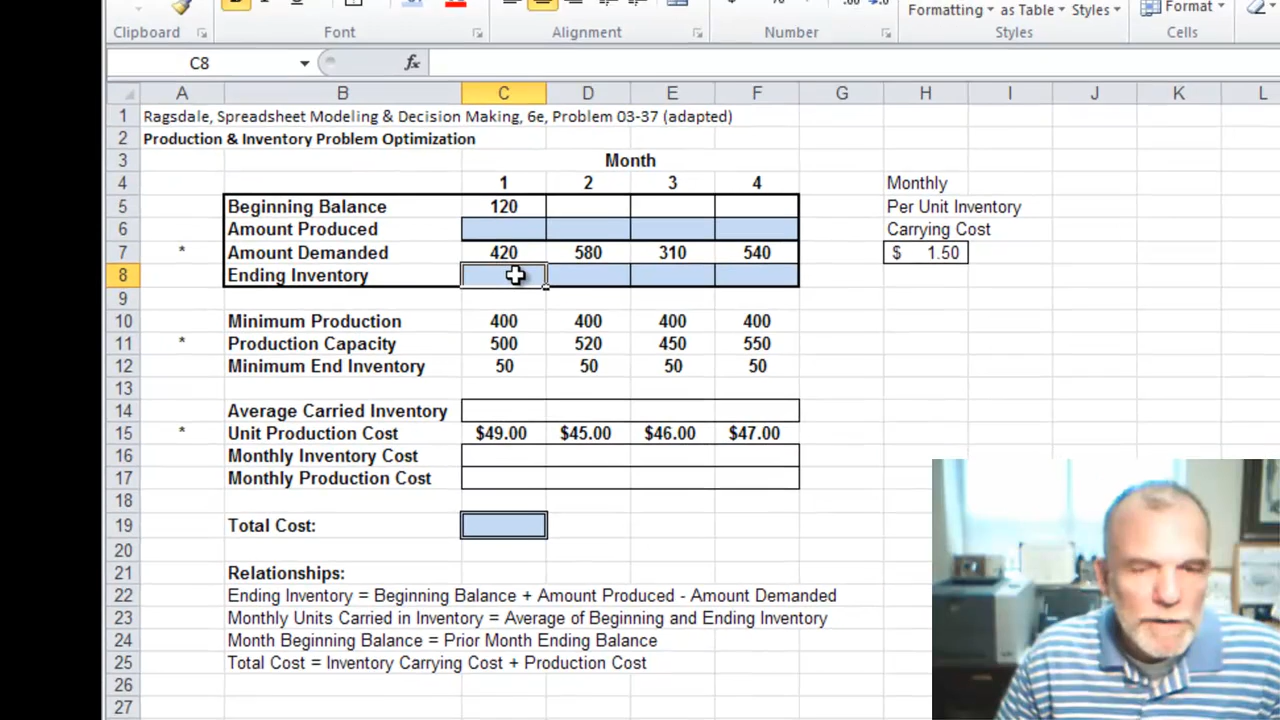 Formatting as Table Styles Format
Clipboard Font Alignment Number Styles Cells
C8 fx
A B C D E F G H I J K L
1 Ragsdale, Spreadsheet Modeling & Decision Making, 6e, Problem 03-37 (adapted)
2 Production & Inventory Problem Optimization
3 Month
4 1 2 3 4 Monthly
5 Beginning Balance 120 Per Unit Inventory
6 Amount Produced Carrying Cost
7 * Amount Demanded 420 580 310 540 $ 1.50
8 Ending Inventory
9
10 Minimum Production 400 400 400 400
11 * Production Capacity 500 520 450 550
12 Minimum End Inventory 50 50 50 50
13
14 Average Carried Inventory
15 * Unit Production Cost $49.00 $45.00 $46.00 $47.00
16 Monthly Inventory Cost
17 Monthly Production Cost
18
19 Total Cost:
20
21 Relationships:
22 Ending Inventory = Beginning Balance + Amount Produced - Amount Demanded
23 Monthly Units Carried in Inventory = Average of Beginning and Ending Inventory
24 Month Beginning Balance = Prior Month Ending Balance
25 Total Cost = Inventory Carrying Cost + Production Cost
26
27